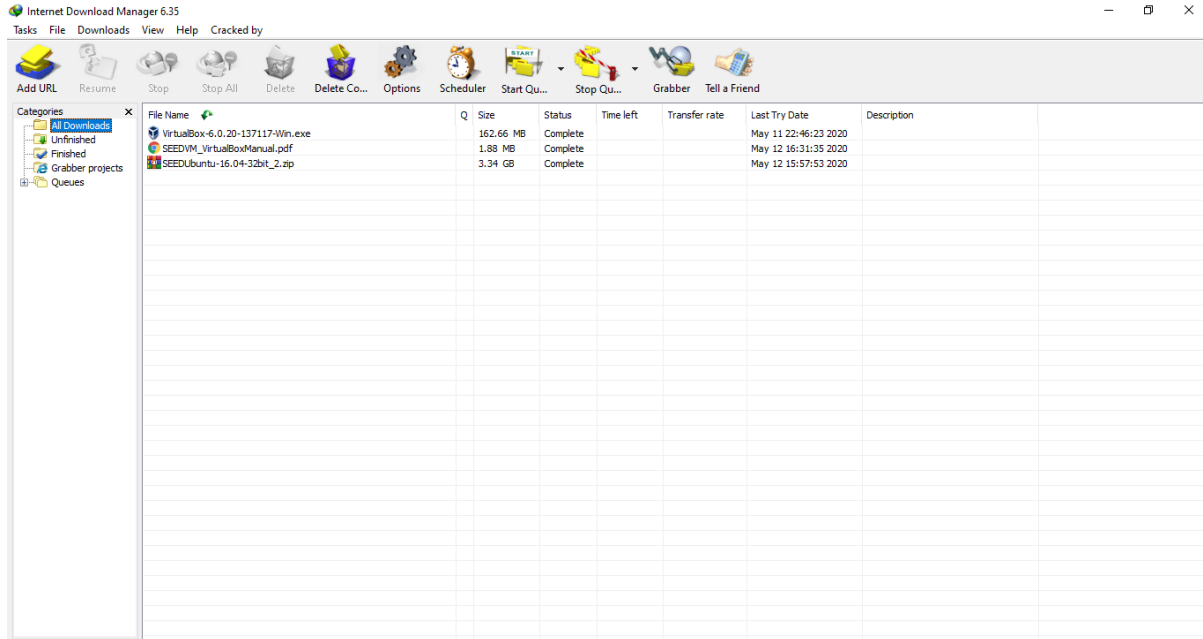 Internet Download Manager 6.35
Tasks File Downloads View Help Cracked by
START
Add URL Resume Stop Stop All Delete Delete Co... Options Scheduler Start Qu... Stop Qu... Grabber Tell a Friend
Categories
All Downloads
Unfinished
Finished
Grabber projects
Queues
File Name Q Size Status Time left Transfer rate Last Try Date Description
VirtualBox-6.0.20-137117-Win.exe 162.66 MB Complete May 11 22:46:23 2020
SEEDVM_VirtualBoxManual.pdf 1.88 MB Complete May 12 16:31:35 2020
SEEDUbuntu-16.04-32bit_2.zip 3.34 GB Complete May 12 15:57:53 2020